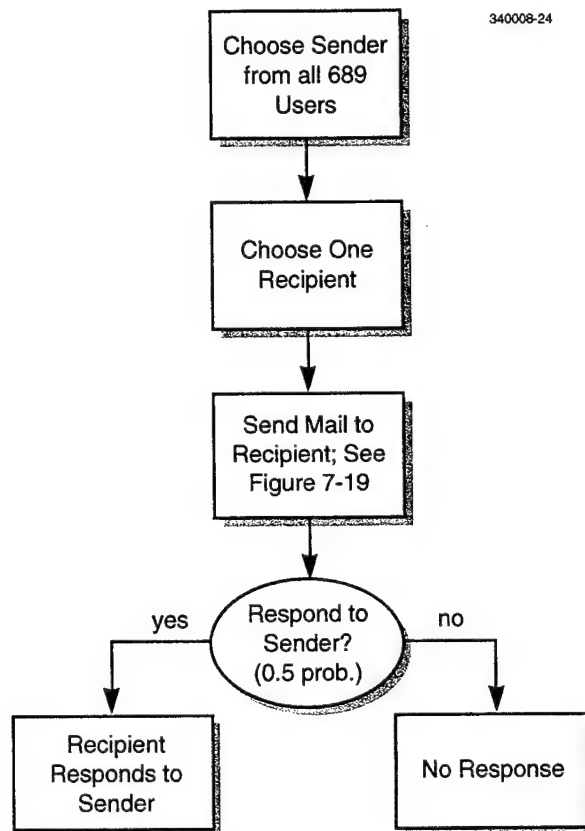 340008-24
Choose Sender
from all 689
Users
Choose One
Recipient
Send Mail to
Recipient; See
Figure 7-19
Respond to
Sender?
(0.5 prob.)
yes
no
Recipient
Responds to
Sender
No Response